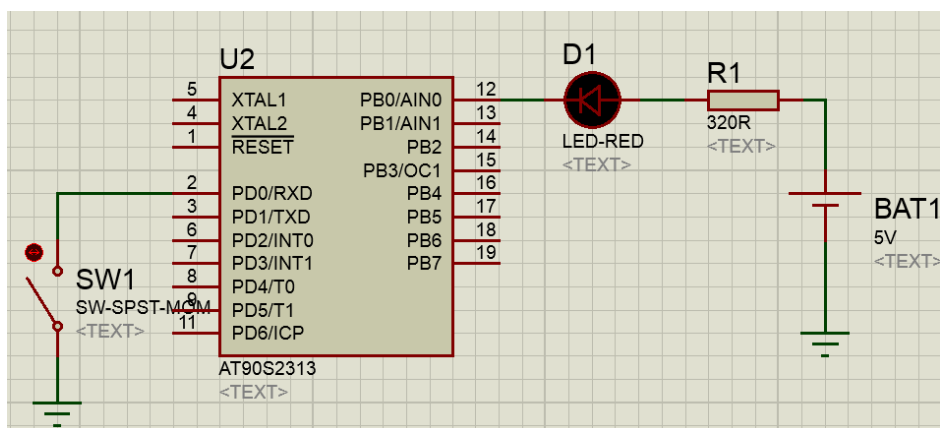 U2
D1
R1
5 XTAL1 PB0/AIN0 12
4 XTAL2 PB1/AIN1 13
1 RESET PB2 14
PB3/OC1 15
2 PD0/RXD PB4 16
3 PD1/TXD PB5 17
6 PD2/INT0 PB6 18
7 PD3/INT1 PB7 19
8 PD4/T0
9 PD5/T1
11 PD6/ICP
AT90S2313
<TEXT>
LED-RED
<TEXT>
320R
<TEXT>
BAT1
5V
<TEXT>
SW1
SW-SPST-MOM
<TEXT>